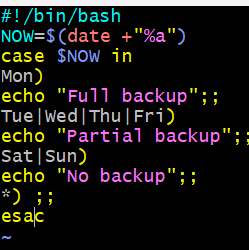 #!/bin/bash
NOW=$(date +"%a")
case $NOW in
Mon)
echo "Full backup";;
Tue|Wed|Thu|Fri)
echo "Partial backup";;
Sat|Sun)
echo "No backup";;
*) ;;
esac
~